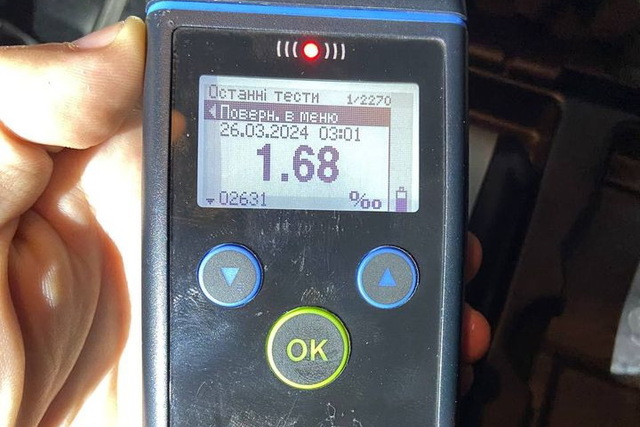 Останні тести 1/2270
Поверн. в меню
26.03.2024 03:01
1.68
02631 ‰
OK